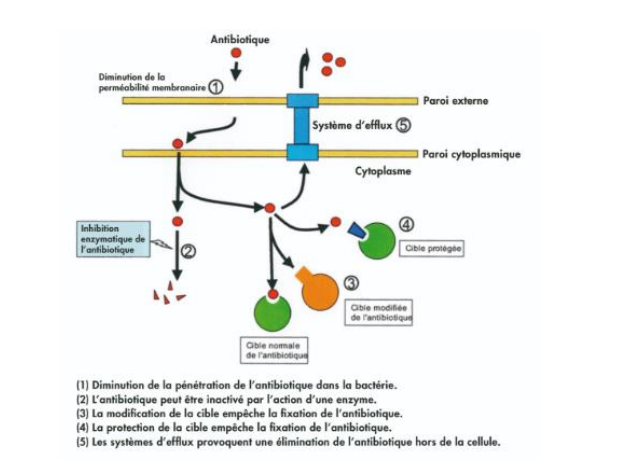 Antibiotique
Diminution de la
perméabilité membranaire ①
Paroi externe
Système d'efflux ⑤
Paroi cytoplasmique
Cytoplasme
Inhibition
enzymatique de
l'antibiotique
②
④
Cible protégée
③
Cible modifiée
de l'antibiotique
Cible normale
de l'antibiotique
(1) Diminution de la pénétration de l'antibiotique dans la bactérie.
(2) L'antibiotique peut être inactivé par l'action d'une enzyme.
(3) La modification de la cible empêche la fixation de l'antibiotique.
(4) La protection de la cible empêche la fixation de l'antibiotique.
(5) Les systèmes d'efflux provoquent une élimination de l'antibiotique hors de la cellule.